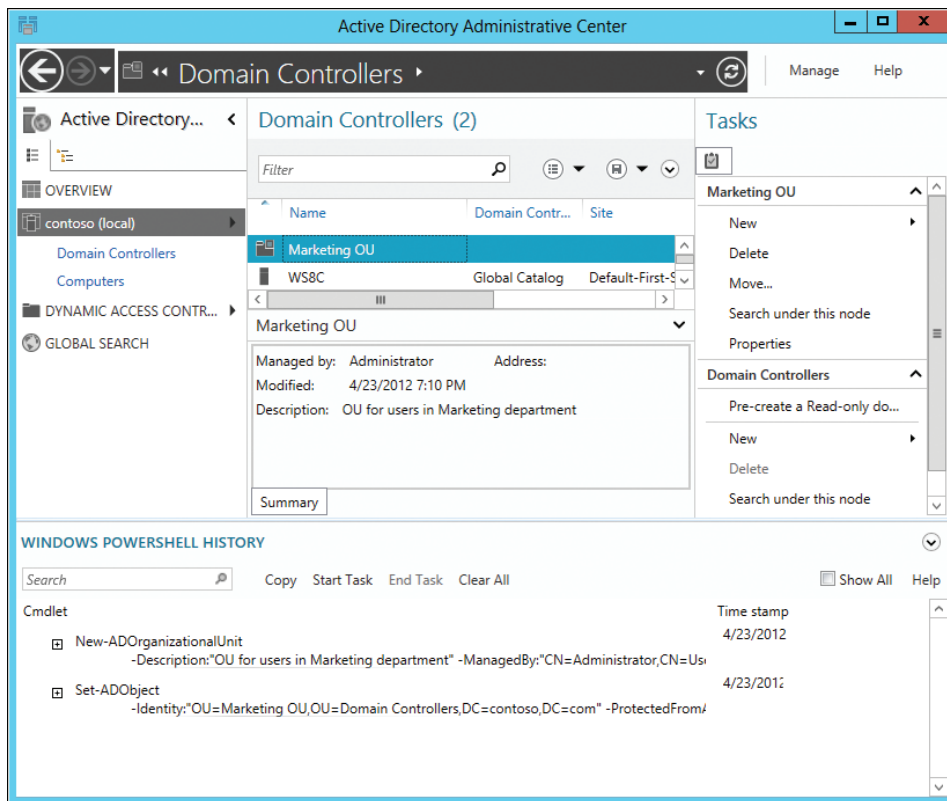 Active Directory Administrative Center
Domain Controllers
Manage Help
Active Directory...
OVERVIEW
contoso (local)
Domain Controllers
Computers
DYNAMIC ACCESS CONTR...
GLOBAL SEARCH
Domain Controllers (2)
Filter
Name Domain Contr... Site
Marketing OU
WS8C Global Catalog Default-First-S
Marketing OU
Managed by: Administrator Address:
Modified: 4/23/2012 7:10 PM
Description: OU for users in Marketing department
Summary
Tasks
Marketing OU
New
Delete
Move...
Search under this node
Properties
Domain Controllers
Pre-create a Read-only do...
New
Delete
Search under this node
WINDOWS POWERSHELL HISTORY
Search Copy Start Task End Task Clear All Show All Help
Cmdlet Time stamp
New-ADOrganizationalUnit 4/23/2012
-Description:"OU for users in Marketing department" -ManagedBy:"CN=Administrator,CN=Use
Set-ADObject 4/23/2012
-Identity:"OU=Marketing OU,OU=Domain Controllers,DC=contoso,DC=com" -ProtectedFromA